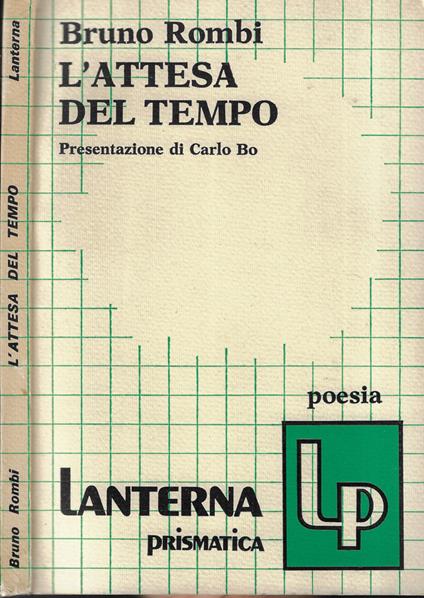 Bruno Rombi
L'ATTESA
DEL TEMPO
Presentazione di Carlo Bo
poesia
LANTERNA
PRISMATICA
LP
Lanterna
L'ATTESA DEL TEMPO
Bruno Rombi